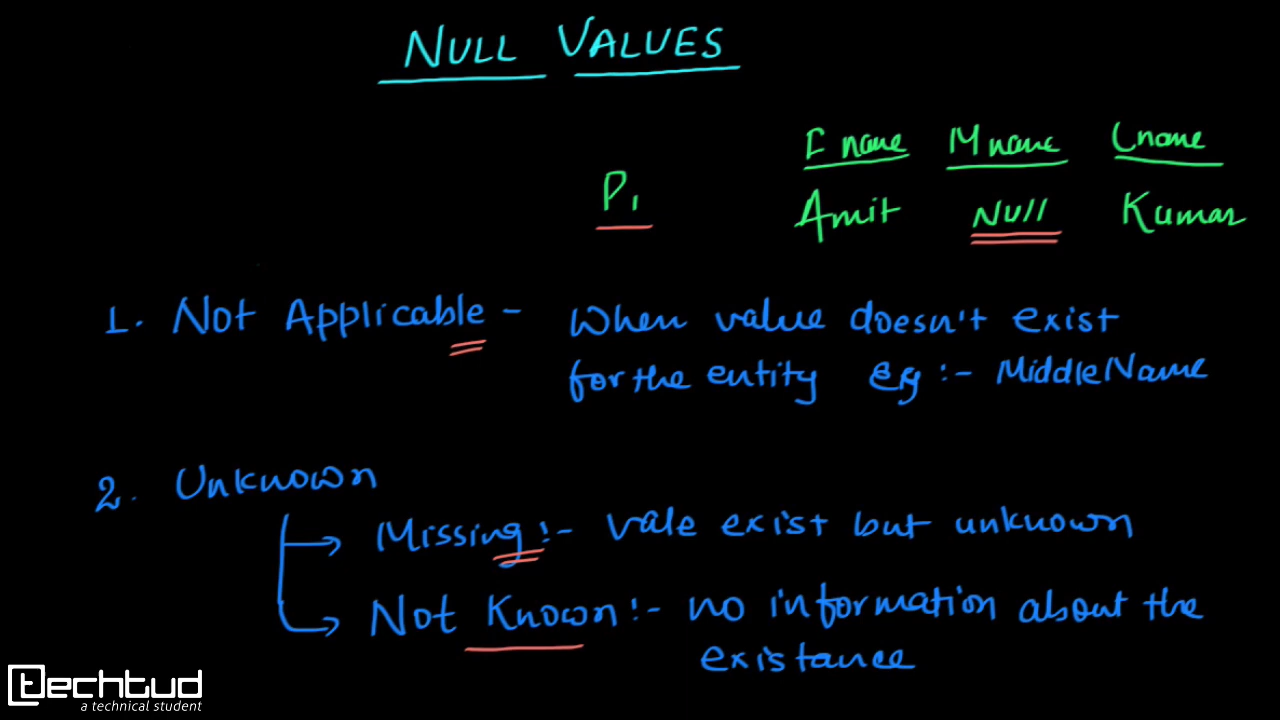 NULL VALUES
Fname Mname Lname
P1 Amit Null Kumar
1. Not Applicable - When value doesn't exist
for the entity eg :- MiddleName
2. Unknown
Missing :- vale exist but unknown
Not Known :- no information about the
existance
techtud
a technical student